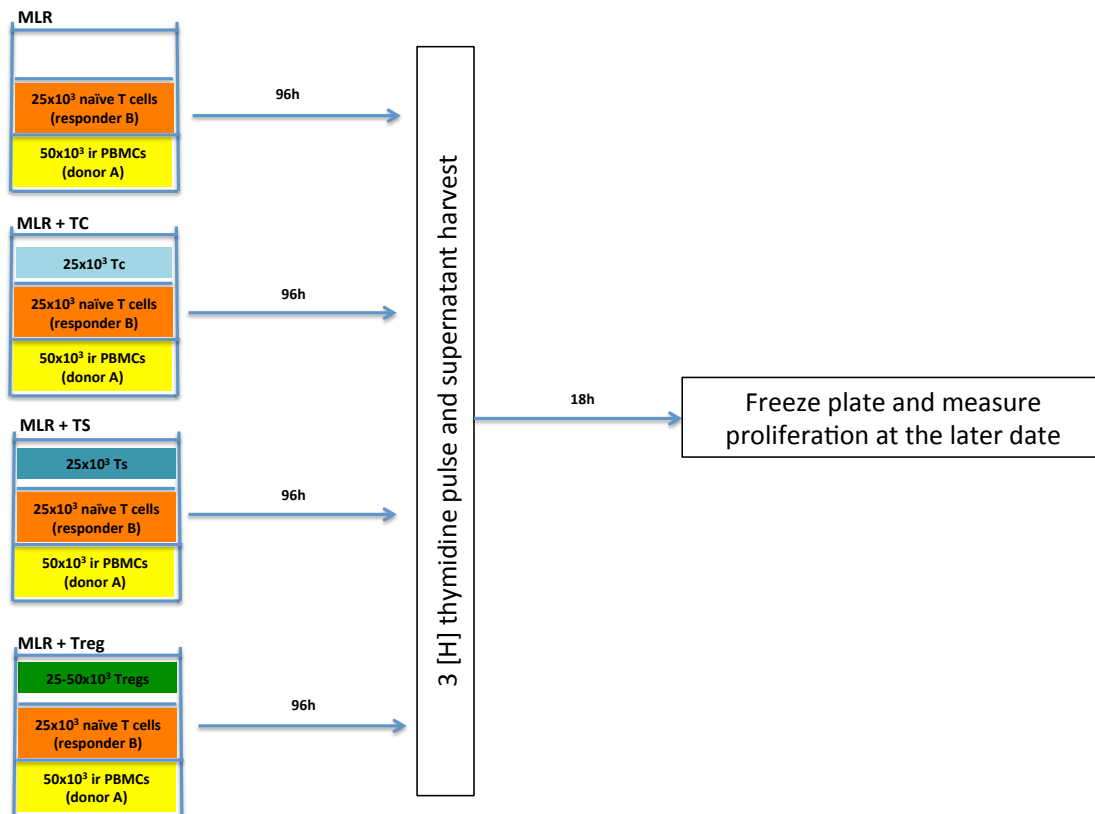 MLR
25x10³ naïve T cells
(responder B)
50x10³ ir PBMCs
(donor A)
96h
MLR + TC
25x10³ Tc
25x10³ naïve T cells
(responder B)
50x10³ ir PBMCs
(donor A)
96h
MLR + TS
25x10³ Ts
25x10³ naïve T cells
(responder B)
50x10³ ir PBMCs
(donor A)
96h
MLR + Treg
25-50x10³ Tregs
25x10³ naïve T cells
(responder B)
50x10³ ir PBMCs
(donor A)
96h
3 [H] thymidine pulse and supernatant harvest
18h
Freeze plate and measure
proliferation at the later date